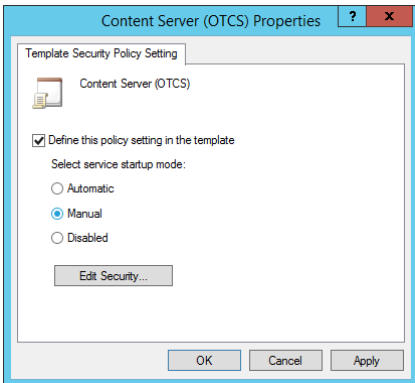 Content Server (OTCS) Properties
?
x
Template Security Policy Setting
Content Server (OTCS)
Define this policy setting in the template
Select service startup mode:
Automatic
Manual
Disabled
Edit Security...
OK Cancel Apply